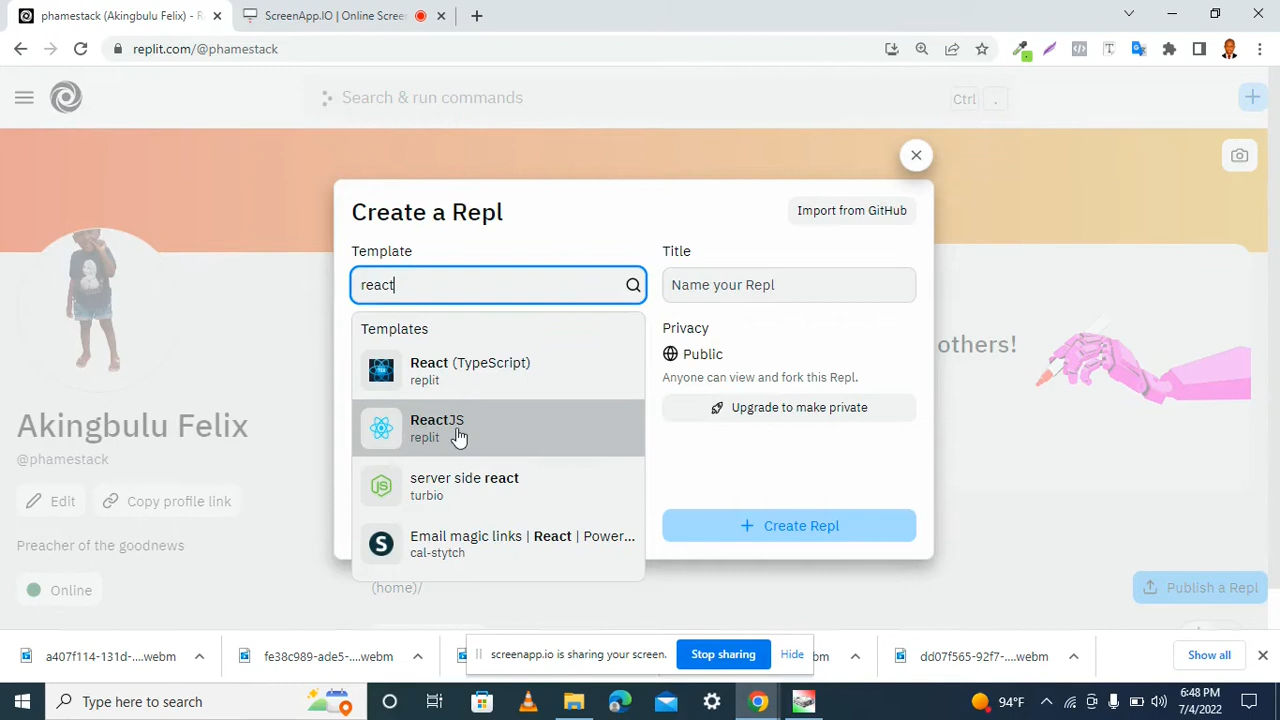 phamestack (Akingbulu Felix) - R
ScreenApp.IO | Online Scree
replit.com/@phamestack
Search & run commands
Ctrl .
Create a Repl
Import from GitHub
Template
Title
react
Name your Repl
Templates
React (TypeScript)
replit
ReactJS
replit
server side react
turbio
Email magic links | React | Power...
cal-stytch
Privacy
Public
Anyone can view and fork this Repl.
Upgrade to make private
Create Repl
others!
Akingbulu Felix
@phamestack
Edit
Copy profile link
Preacher of the goodnews
Online
(home)/
Publish a Repl
a407f114-131d-....webm
fe38c989-ade5-....webm
bm
dd07f565-92f7-....webm
Show all
screenapp.io is sharing your screen.
Stop sharing
Hide
Type here to search
94°F
6:48 PM
7/4/2022